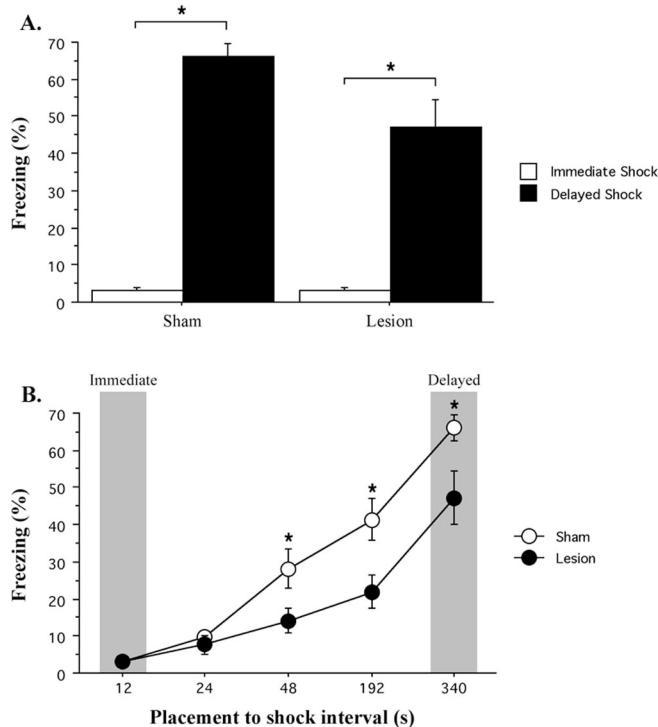 A.
*
*
70
60
50
40
30
20
10
0
Freezing (%)
Sham
Lesion
Immediate Shock
Delayed Shock
B.
Immediate
Delayed
*
*
*
70
60
50
40
30
20
10
0
Freezing (%)
12
24
48
192
340
Placement to shock interval (s)
Sham
Lesion